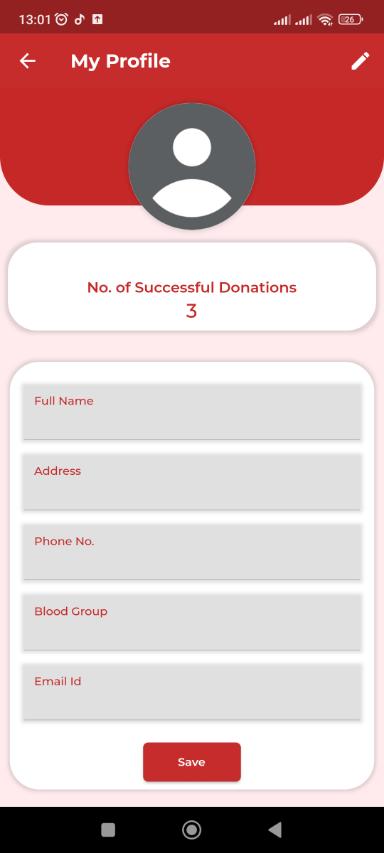 13:01
26
My Profile
No. of Successful Donations
3
Full Name
Address
Phone No.
Blood Group
Email Id
Save